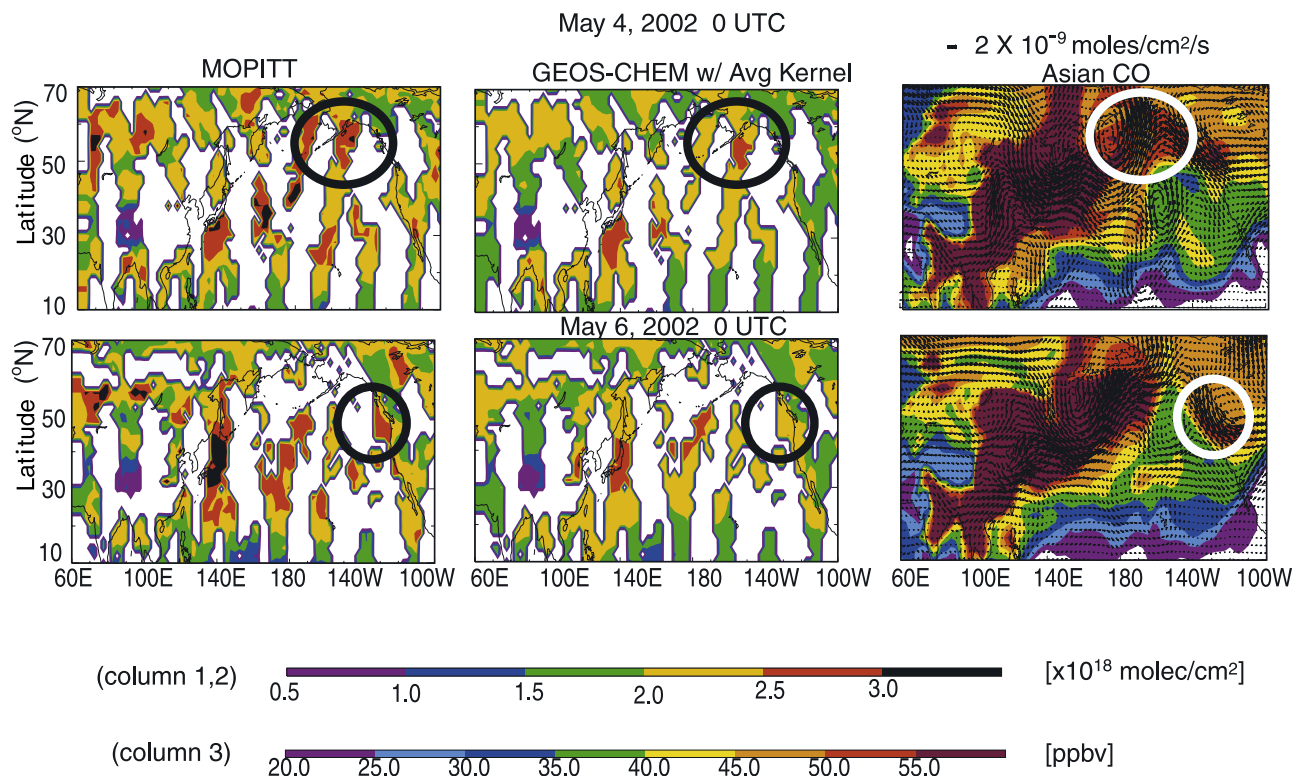 May 4, 2002 0 UTC
- 2 X 10⁻⁹ moles/cm²/s
MOPITT
GEOS-CHEM w/ Avg Kernel
Asian CO
Latitude (°N)
70
50
30
10
May 6, 2002 0 UTC
Latitude (°N)
70
50
30
10
60E 100E 140E 180 140W 100W
60E 100E 140E 180 140W 100W
60E 100E 140E 180 140W 100W
(column 1,2)
[x10¹⁸ molec/cm²]
0.5 1.0 1.5 2.0 2.5 3.0
(column 3)
[ppbv]
20.0 25.0 30.0 35.0 40.0 45.0 50.0 55.0